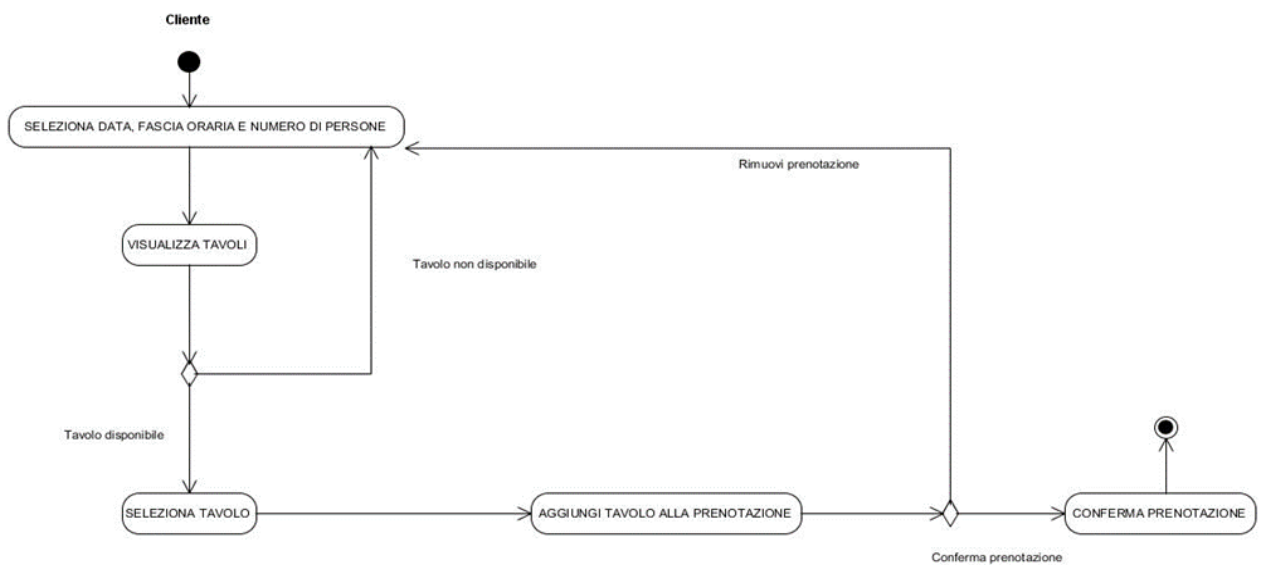 Cliente
SELEZIONA DATA, FASCIA ORARIA E NUMERO DI PERSONE
Rimuovi prenotazione
VISUALIZZA TAVOLI
Tavolo non disponibile
Tavolo disponibile
SELEZIONA TAVOLO
AGGIUNGI TAVOLO ALLA PRENOTAZIONE
CONFERMA PRENOTAZIONE
Conferma prenotazione